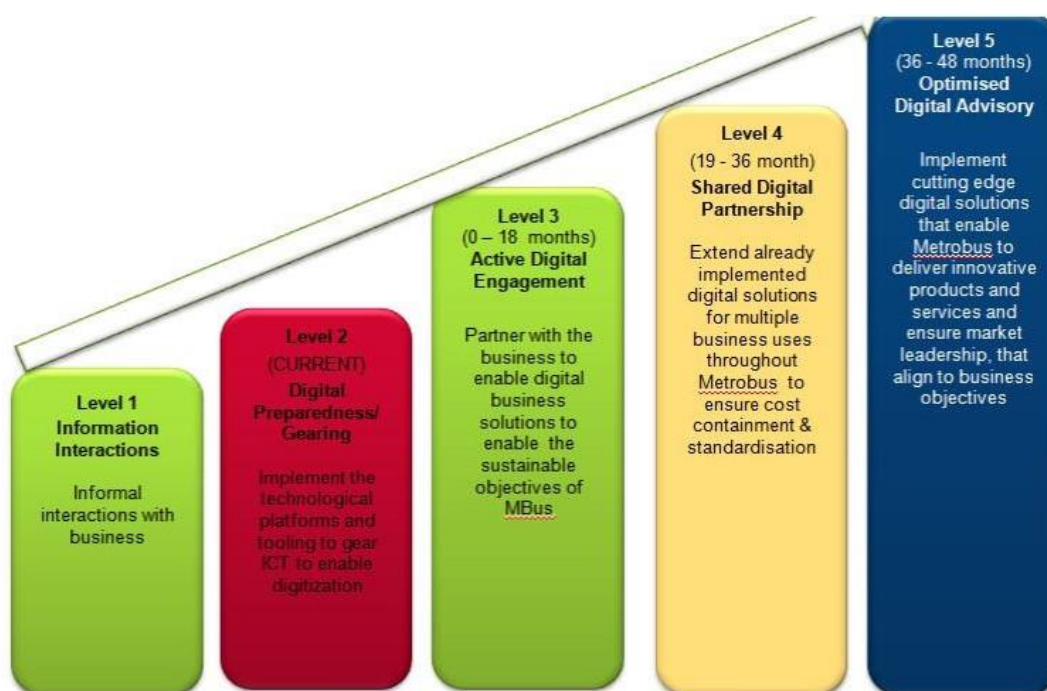 Level 1
Information
Interactions
Informal
interactions with
business
Level 2
(CURRENT)
Digital
Preparedness/
Gearing
Implement the
technological
platforms and
tooling to gear
ICT to enable
digitization
Level 3
(0 – 18 months)
Active Digital
Engagement
Partner with the
business to
enable digital
business
solutions to
enable the
sustainable
objectives of
MBus
Level 4
(19 - 36 month)
Shared Digital
Partnership
Extend already
implemented
digital solutions
for multiple
business uses
throughout
Metrobus to
ensure cost
containment &
standardisation
Level 5
(36 - 48 months)
Optimised
Digital Advisory
Implement
cutting edge
digital solutions
that enable
Metrobus to
deliver innovative
products and
services and
ensure market
leadership, that
align to business
objectives